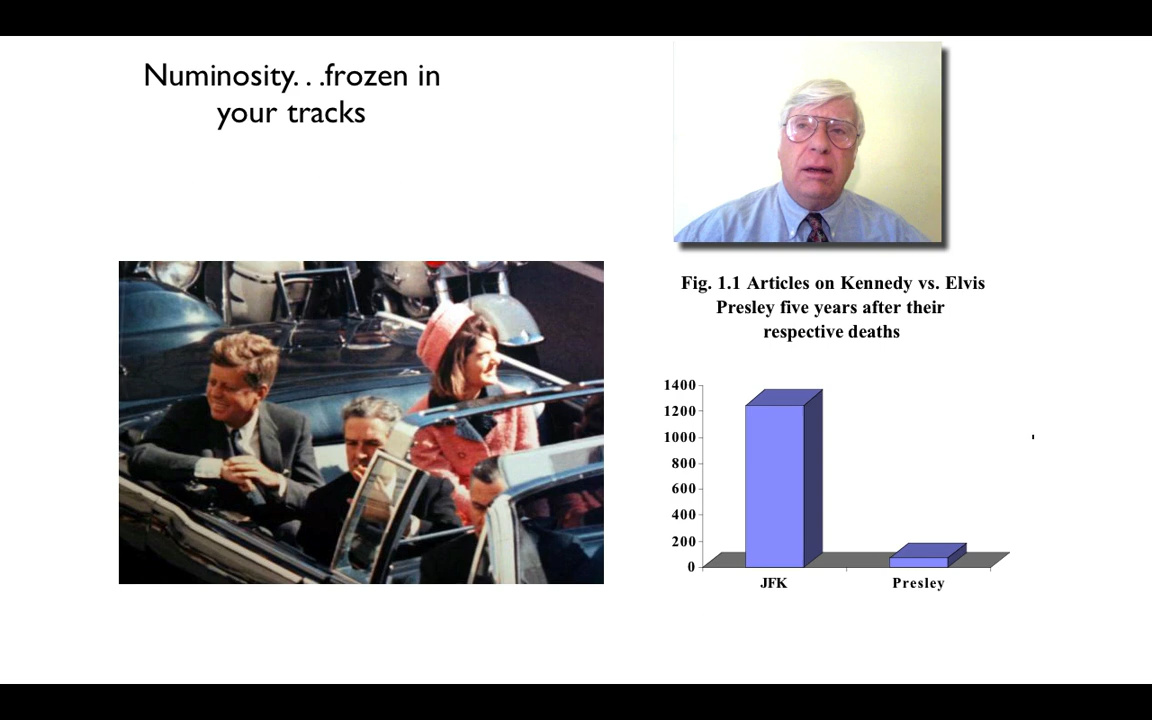 Numinosity. . .frozen in
your tracks
Fig. 1.1 Articles on Kennedy vs. Elvis
Presley five years after their
respective deaths
1400
1200
1000
800
600
400
200
0
JFK
Presley